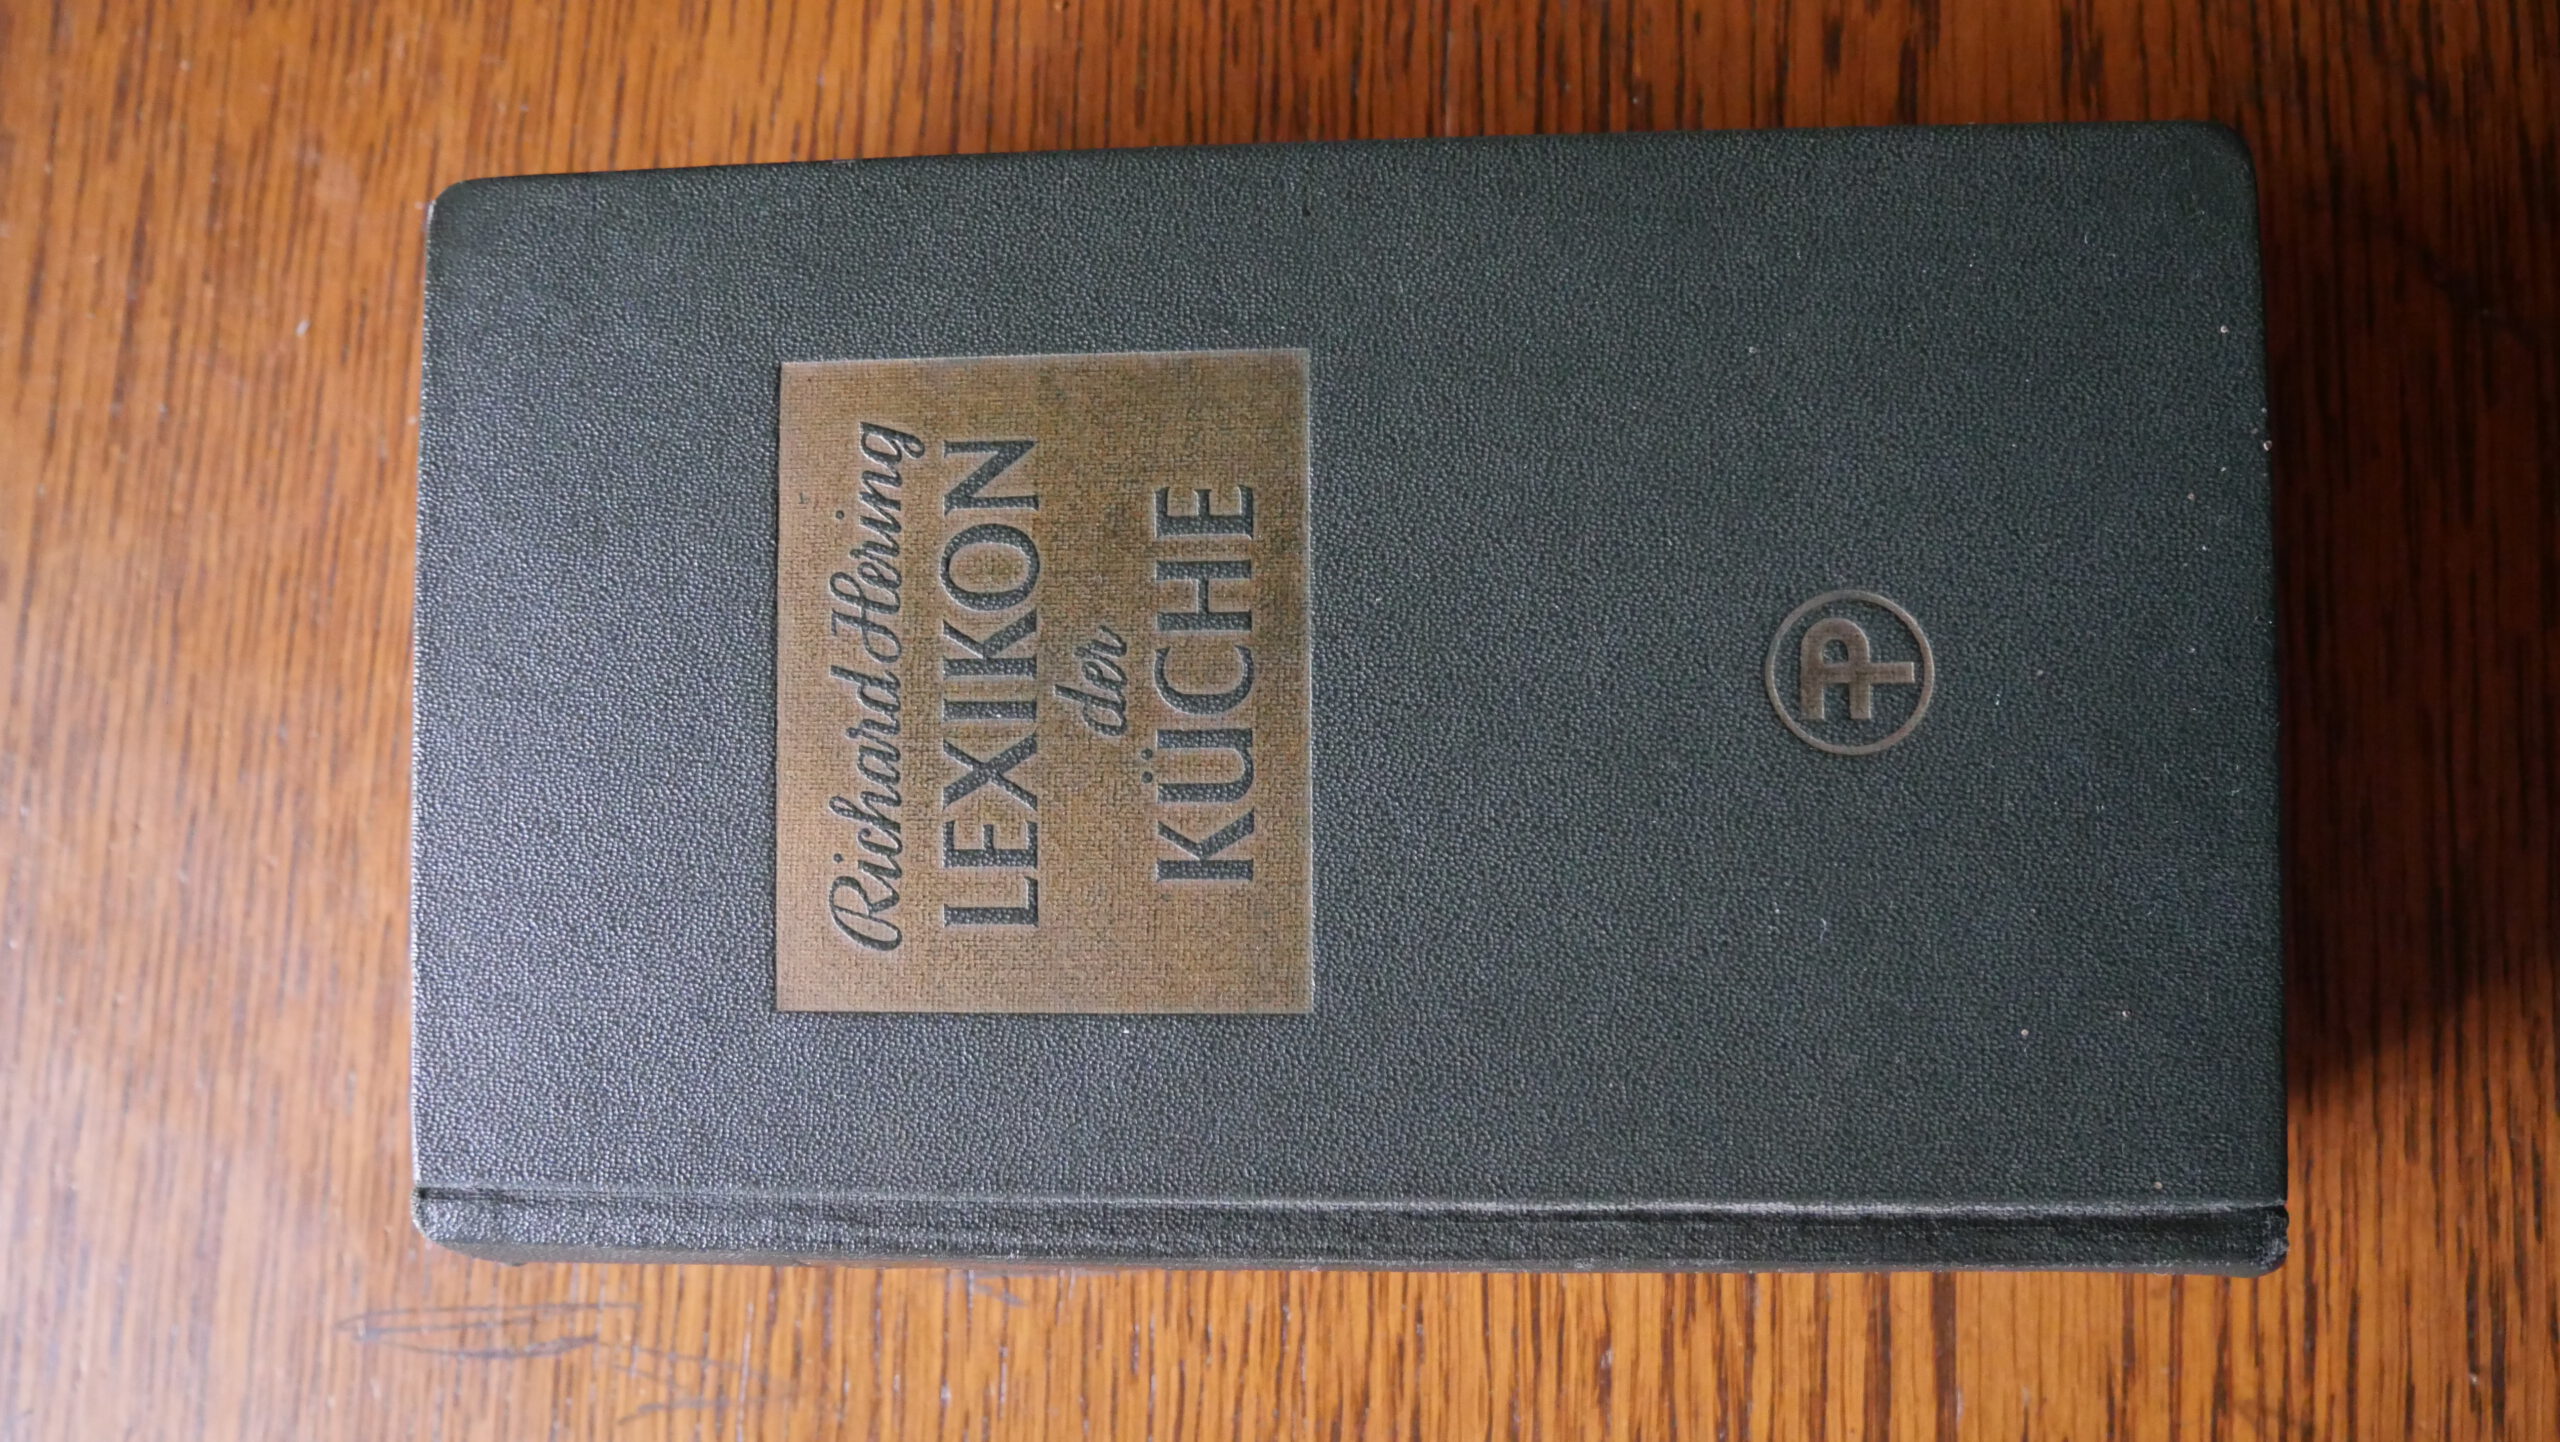 Richard Hering
LEXIKON
der
KÜCHE